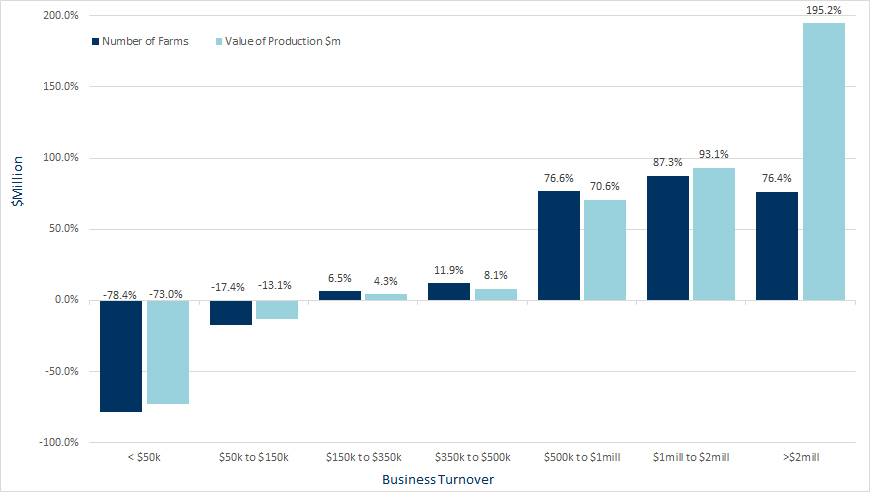 200.0%
150.0%
100.0%
50.0%
0.0%
-50.0%
-100.0%
$Million
Number of Farms
Value of Production $m
-78.4%
-73.0%
-17.4%
-13.1%
6.5%
4.3%
11.9%
8.1%
76.6%
70.6%
87.3%
93.1%
76.4%
195.2%
< $50k
$50k to $150k
$150k to $350k
$350k to $500k
$500k to $1mill
$1mill to $2mill
>$2mill
Business Turnover